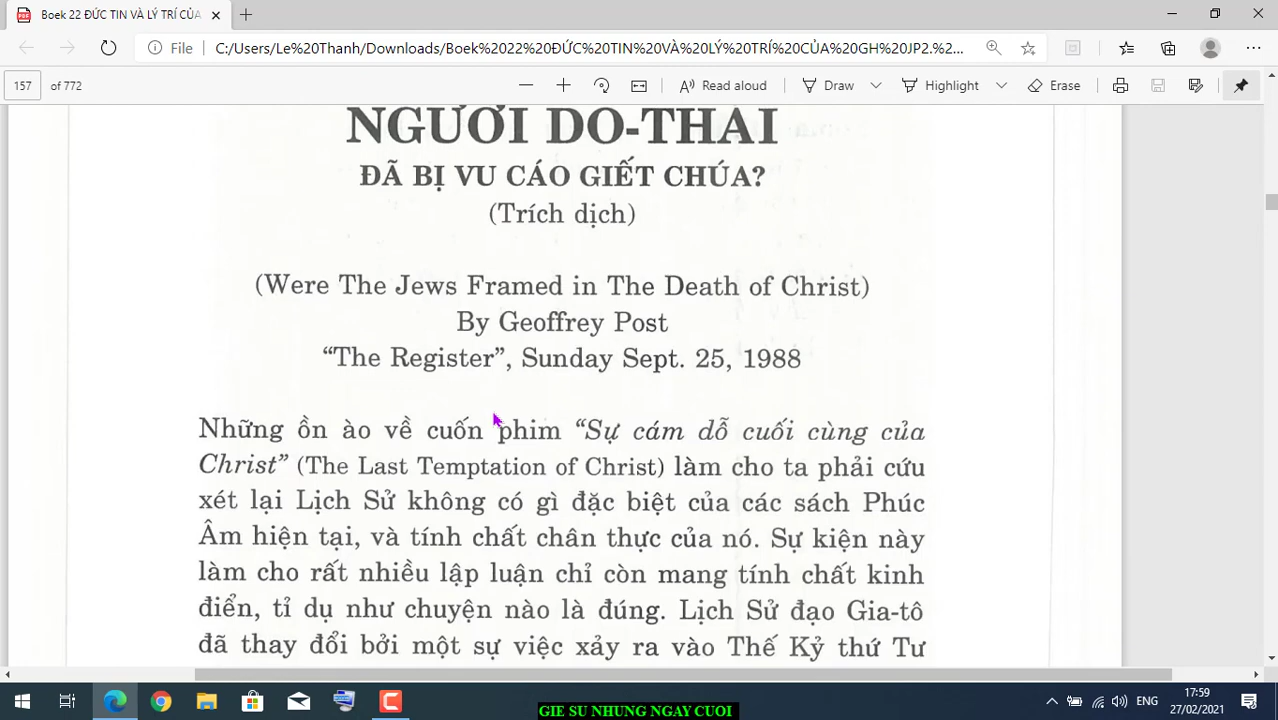 Boek 22 ĐỨC TIN VÀ LÝ TRÍ CỦA
File C:/Users/Le%20Thanh/Downloads/Boek%2022%20ĐỨC%20TIN%20VÀ%20LÝ%20TRÍ%20CỦA%20GH%20JP2.%2...
157 of 772 Read aloud Draw Highlight Erase
NGƯỜI DO-THÁI
ĐÃ BỊ VU CÁO GIẾT CHÚA?
(Trích dịch)
(Were The Jews Framed in The Death of Christ)
By Geoffrey Post
“The Register”, Sunday Sept. 25, 1988
Những ồn ào về cuốn phim “Sự cám dỗ cuối cùng của
Christ” (The Last Temptation of Christ) làm cho ta phải cứu
xét lại Lịch Sử không có gì đặc biệt của các sách Phúc
Âm hiện tại, và tính chất chân thực của nó. Sự kiện này
làm cho rất nhiều lập luận chỉ còn mang tính chất kinh
điển, tỉ dụ như chuyện nào là đúng. Lịch Sử đạo Gia-tô
đã thay đổi bởi một sự việc xảy ra vào Thế Kỷ thứ Tư
ENG
17:59
27/02/2021
GIE SU NHUNG NGAY CUOI